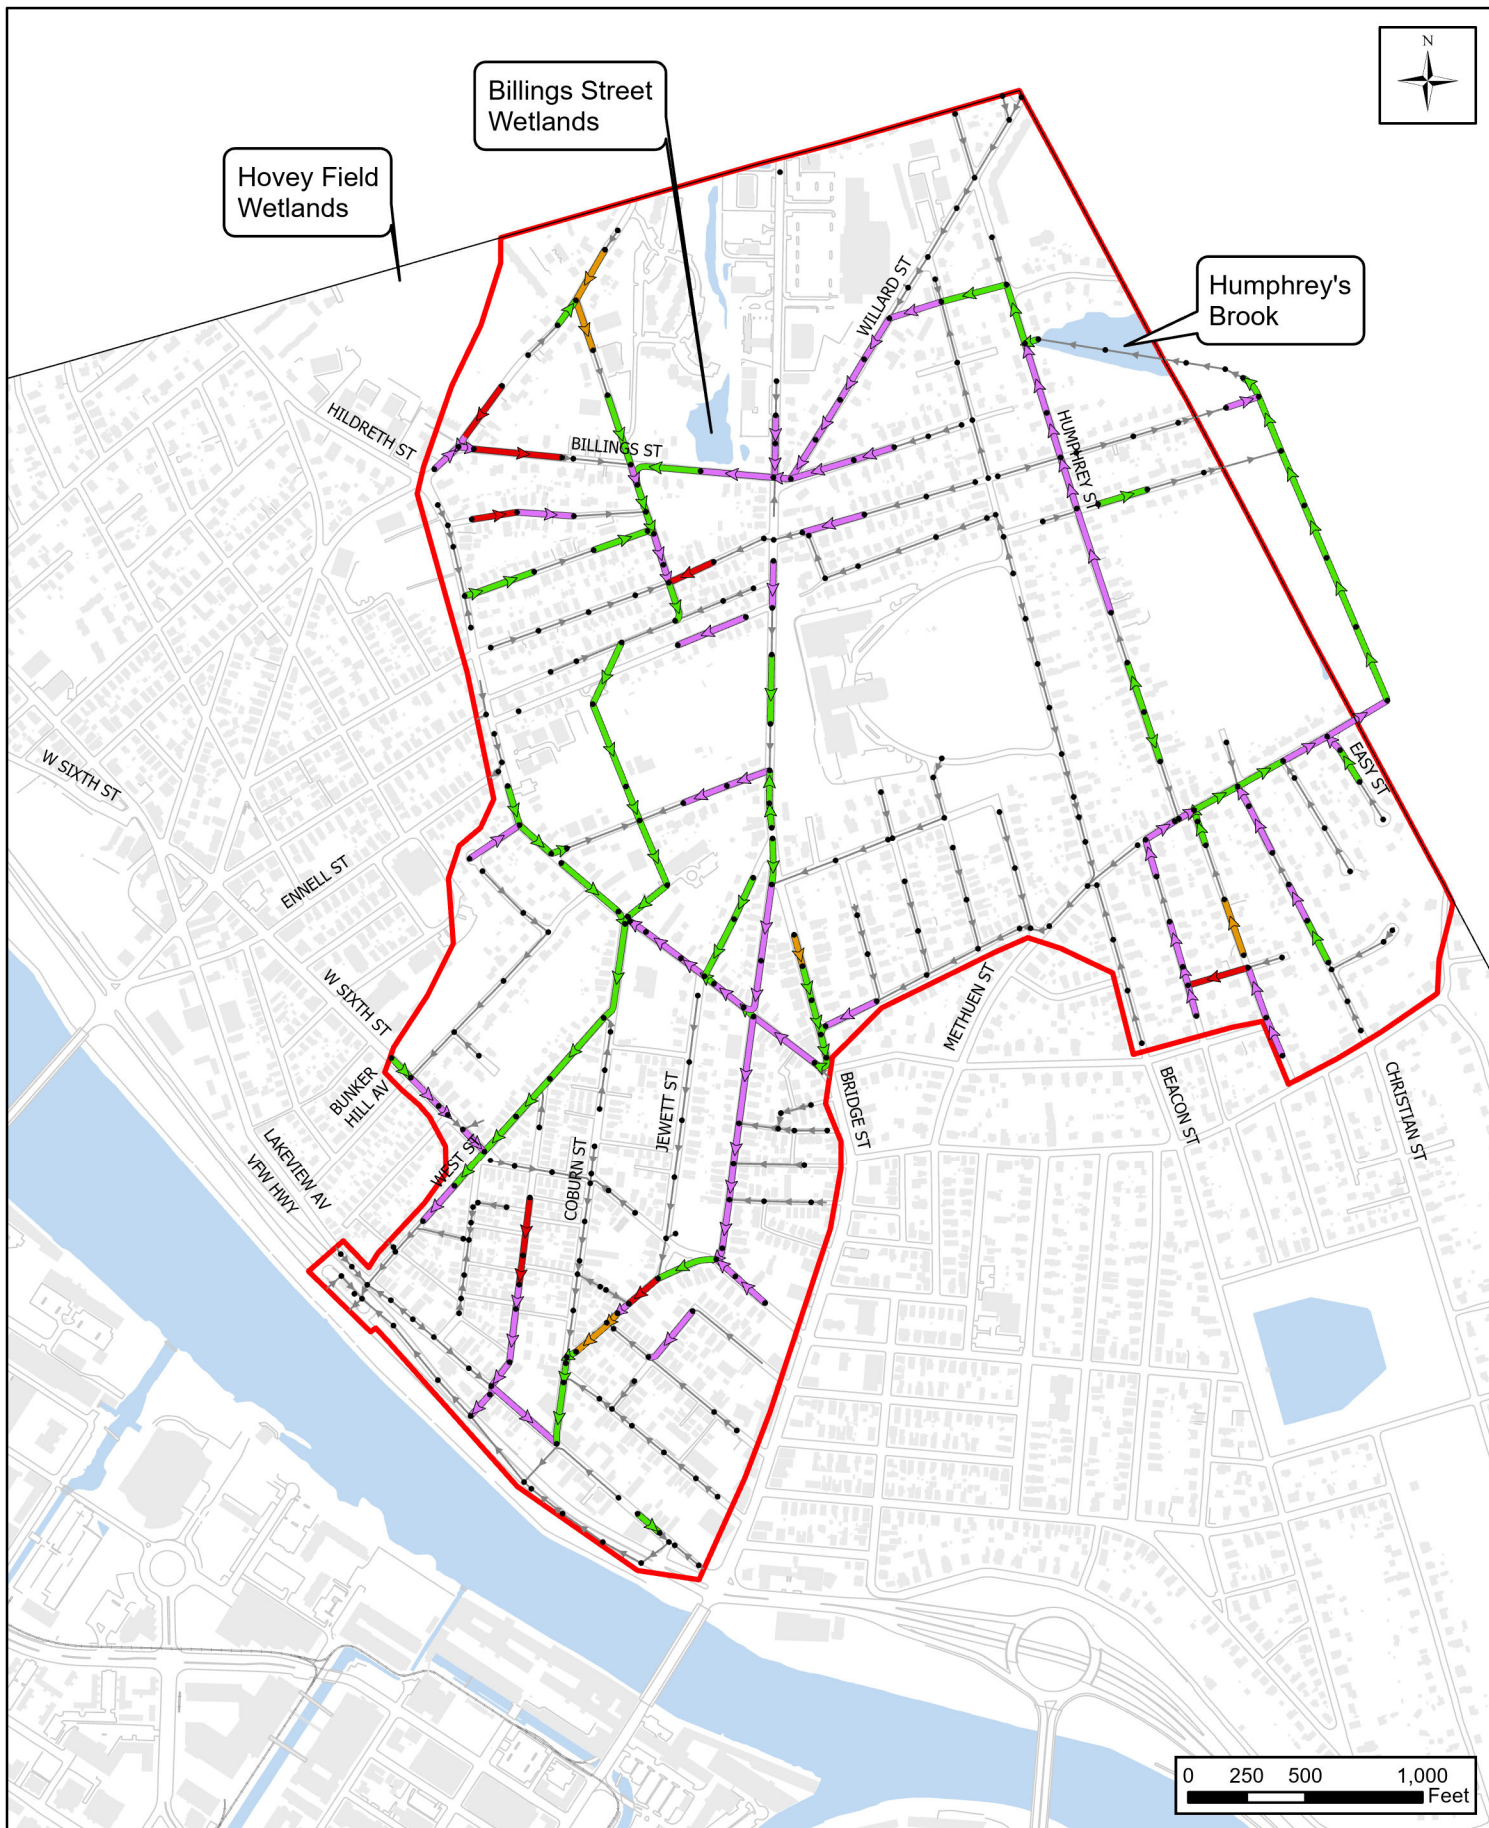 N
Billings Street
Wetlands
Hovey Field
Wetlands
Humphrey's
Brook
WILLARD ST
HILDRETH ST
BILLINGS ST
HUMPHREY ST
W SIXTH ST
EASY ST
ENNELL ST
W SIXTH ST
METHUEN ST
BUNKER
HILL AV
BRIDGE ST
BEACON ST
CHRISTIAN ST
JEWETT ST
WEST ST
COBURN ST
LAKEVIEW AV
VFW HWY
0 250 500 1,000
Feet